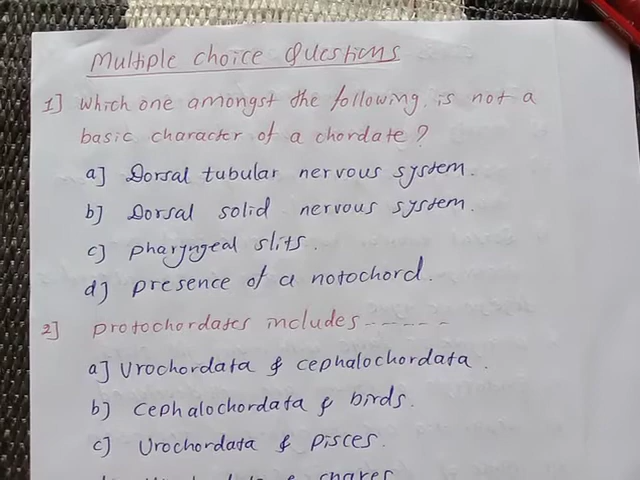 Multiple choice Questions
1] Which one amongst the following, is not a
basic character of a chordate ?
a] Dorsal tubular nervous system.
b] Dorsal solid nervous system.
c] pharyngeal slits.
d] presence of a notochord.
2] protochordates includes -----
a] Urochordata & cephalochordata.
b] cephalochordata & birds.
c] Urochordata & Pisces.
&